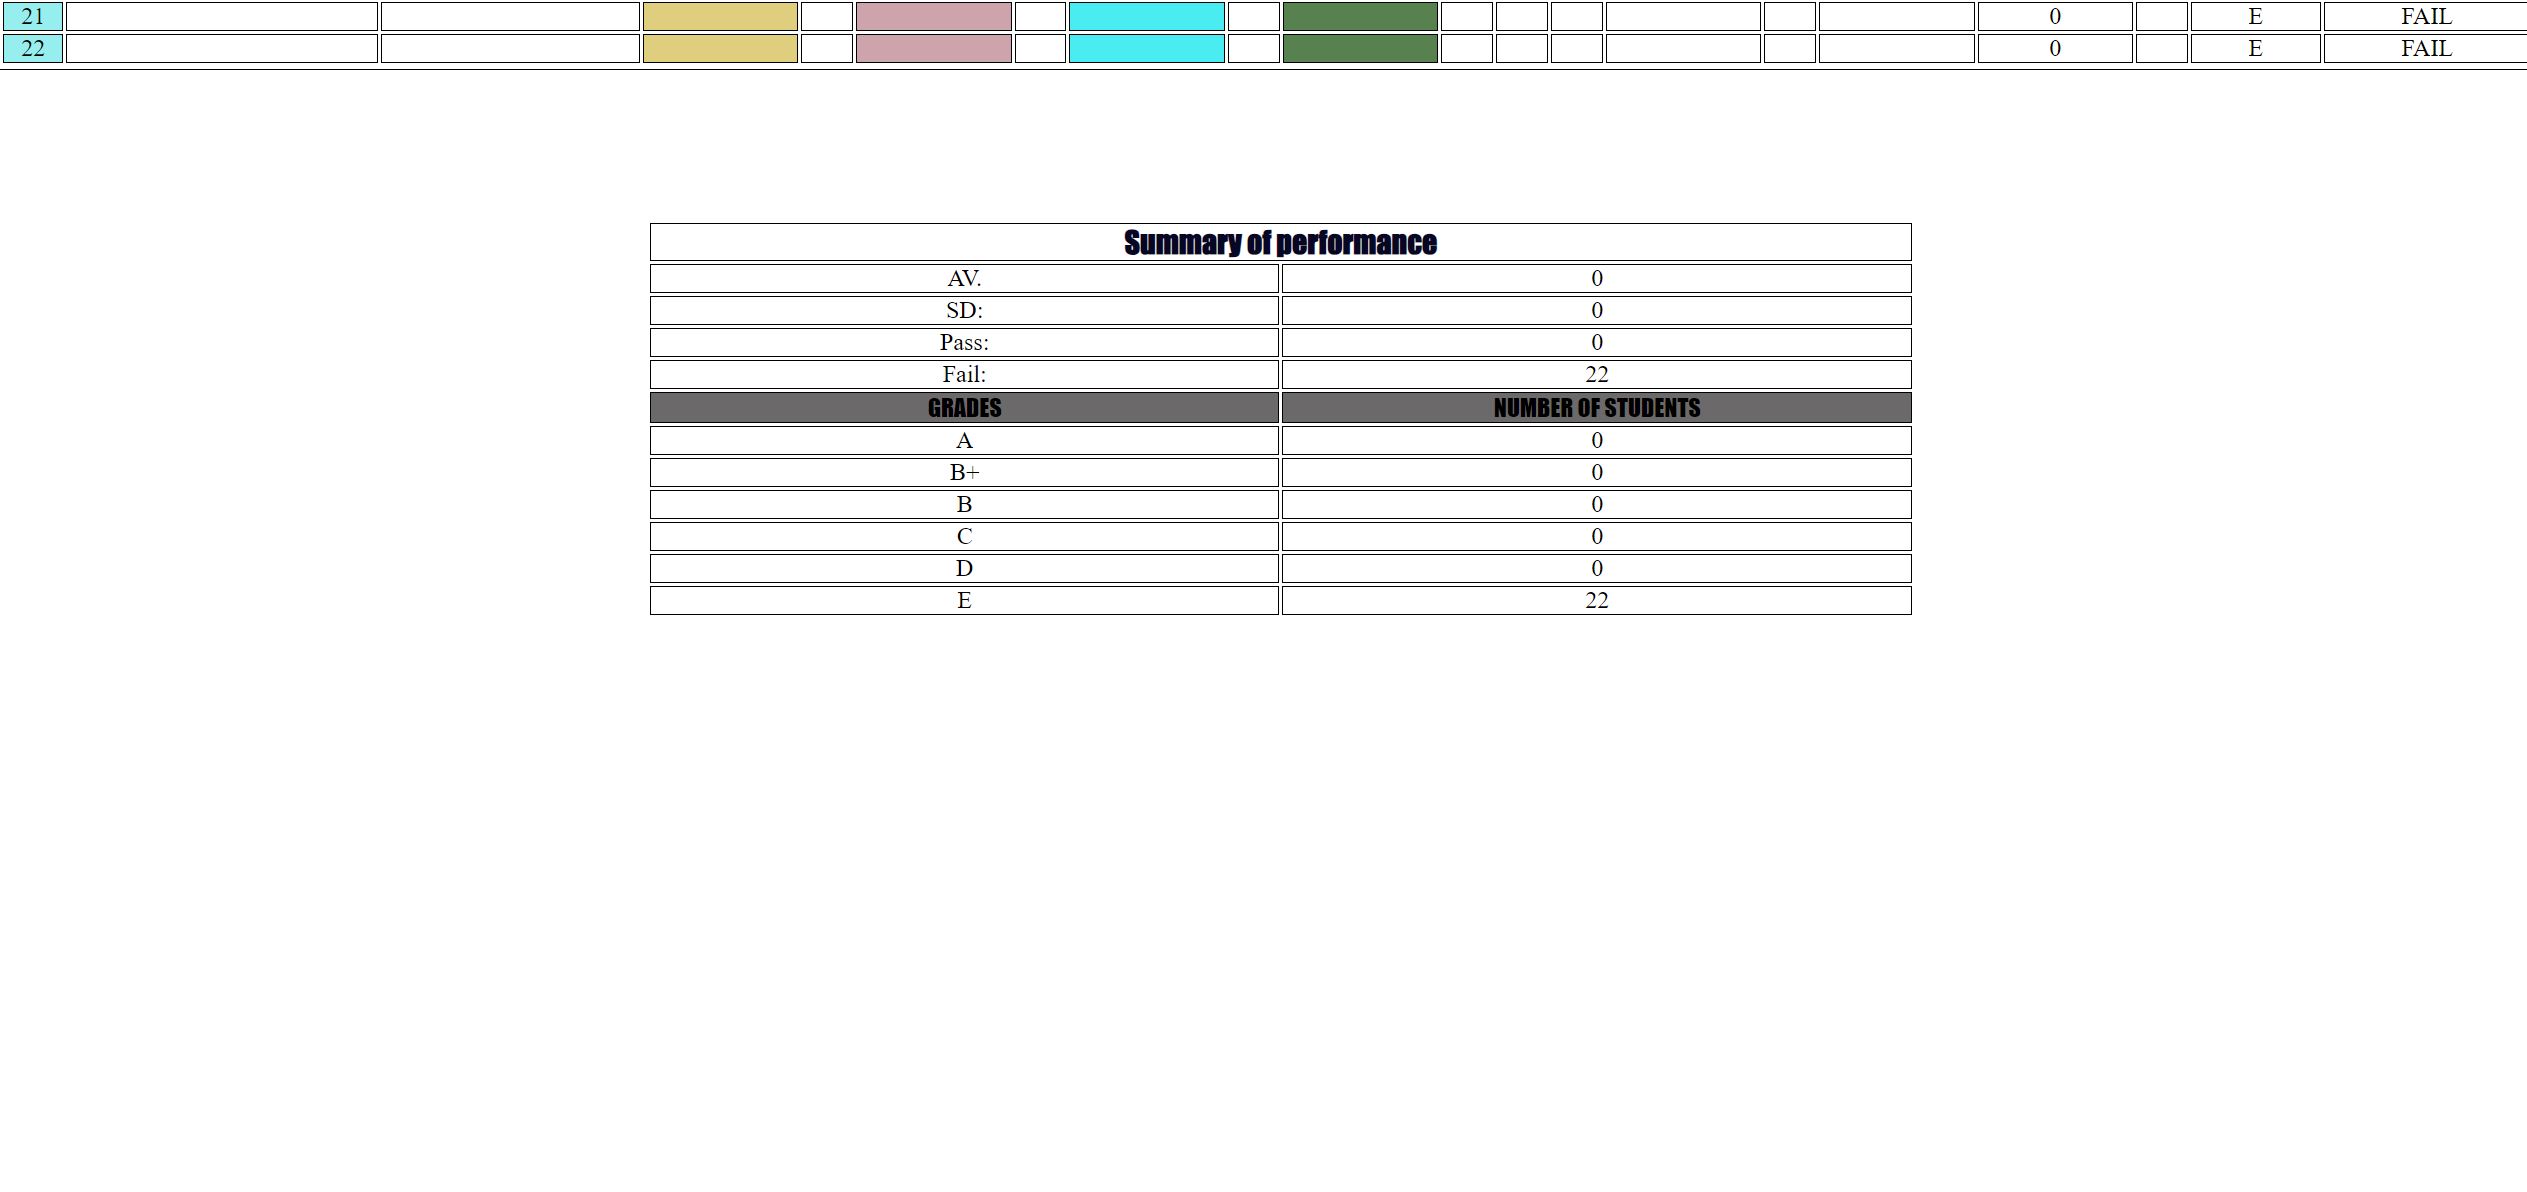 21 0 E FAIL
22 0 E FAIL
Summary of performance
AV. 0
SD: 0
Pass: 0
Fail: 22
GRADES NUMBER OF STUDENTS
A 0
B+ 0
B 0
C 0
D 0
E 22